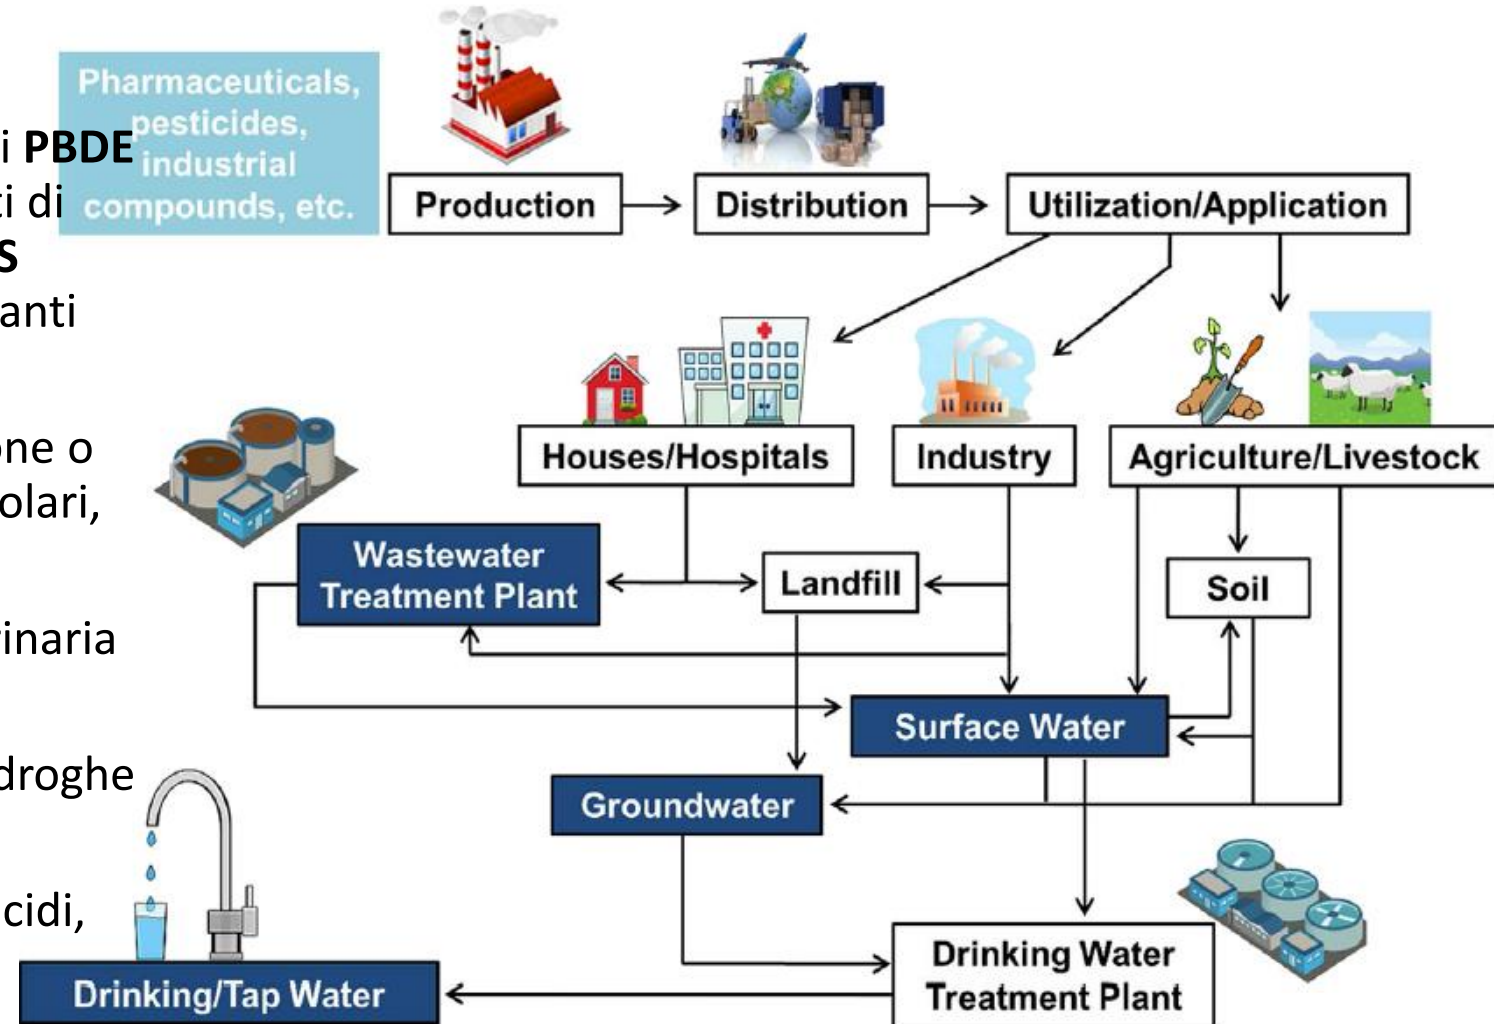 Pharmaceuticals,
pesticides,
industrial
compounds, etc.
i PBDE
ti di
S
anti
one o
olari,
rinaria
droghe
cidi,
Production
Distribution
Utilization/Application
Houses/Hospitals
Industry
Agriculture/Livestock
Wastewater
Treatment Plant
Landfill
Soil
Surface Water
Groundwater
Drinking Water
Treatment Plant
Drinking/Tap Water